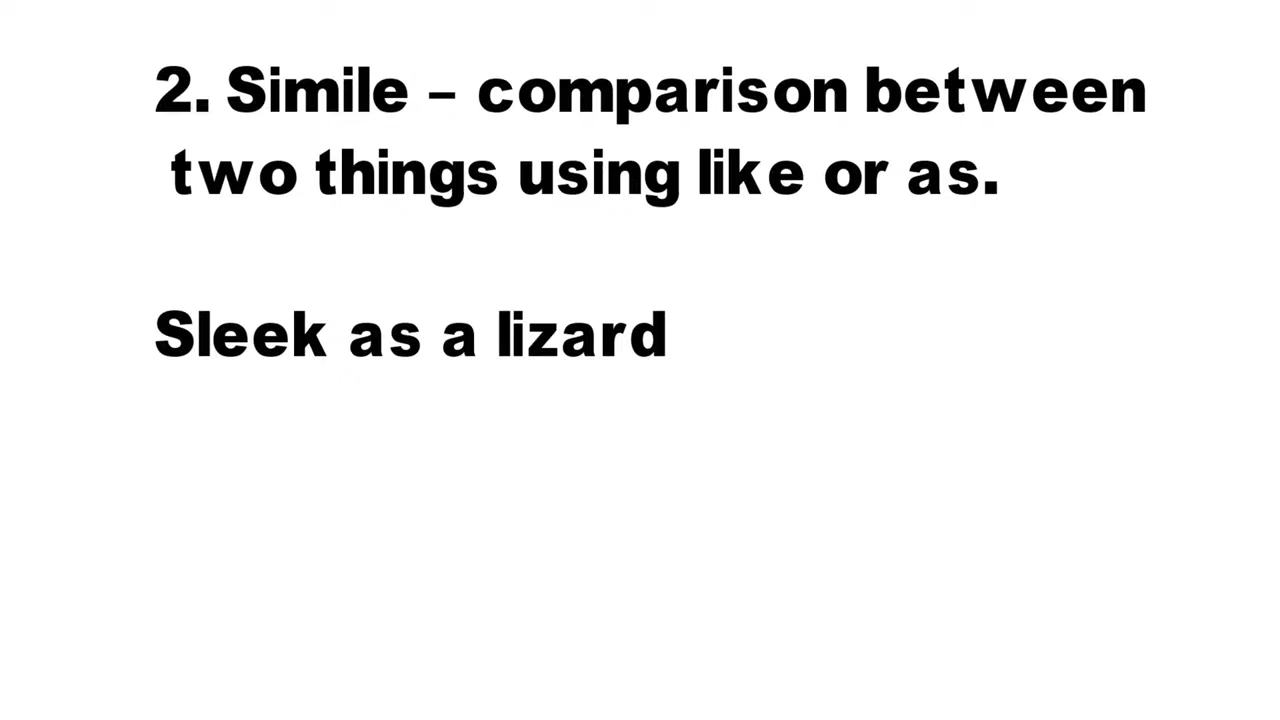 2. Simile – comparison between
two things using like or as.
Sleek as a lizard